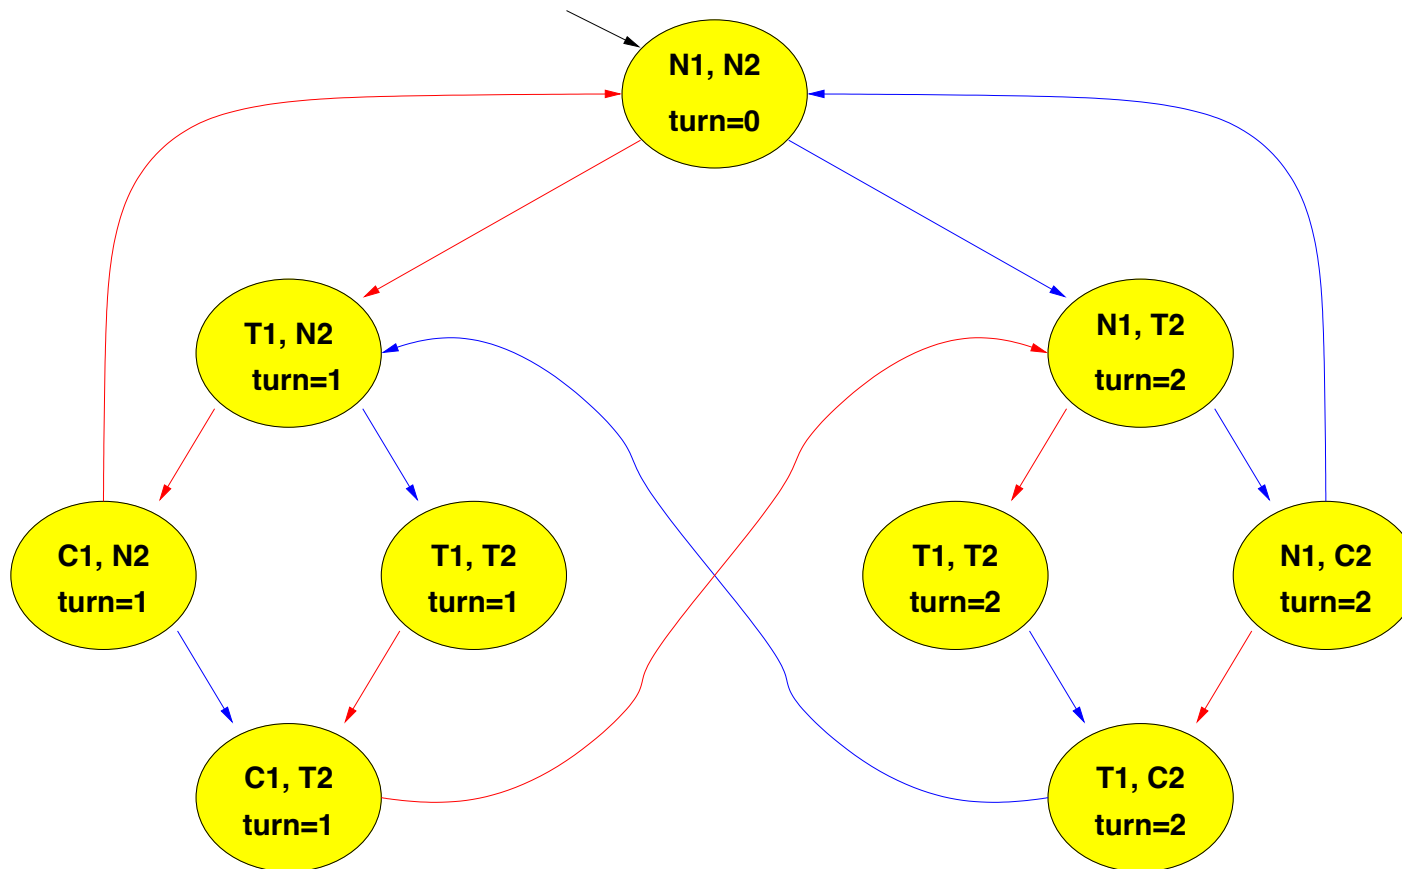 N1, N2
turn=0
T1, N2
turn=1
N1, T2
turn=2
C1, N2
turn=1
T1, T2
turn=1
T1, T2
turn=2
N1, C2
turn=2
C1, T2
turn=1
T1, C2
turn=2